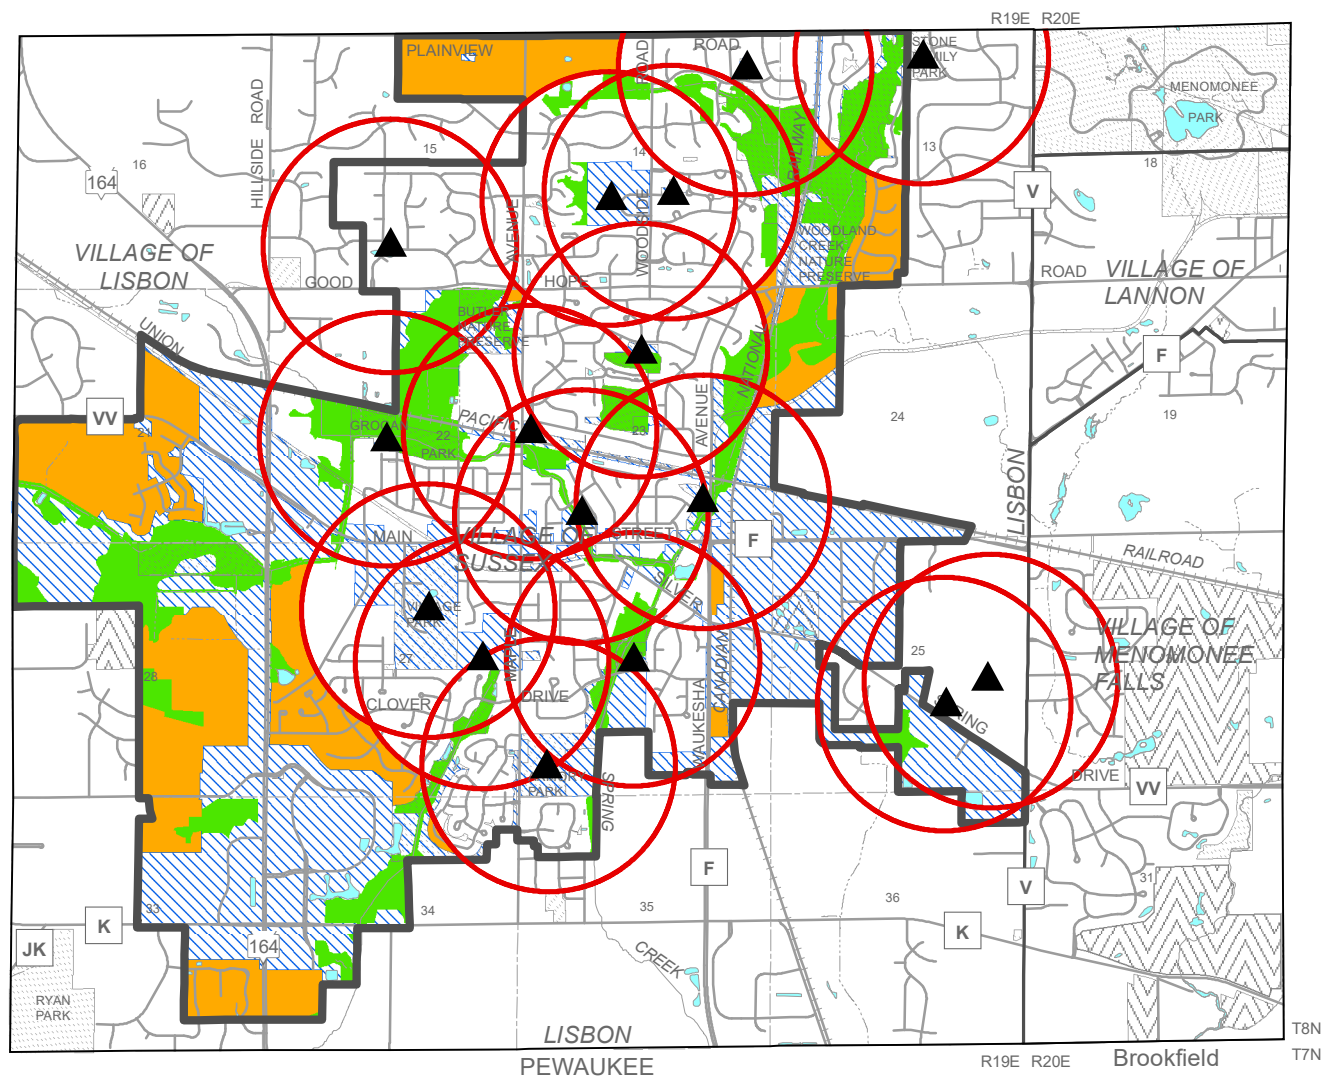 R19E R20E
PLAINVIEW
ROAD
ROAD
STONE
FAMILY
PARK
MENOMONEE
PARK
HILLSIDE ROAD
16
15
14
13
18
164
V
RAILWAY
AVENUE
WOODSIDE
WOODLAND
CREEK
NATURE
PRESERVE
VILLAGE OF
LISBON
GOOD
HOPE
ROAD
VILLAGE OF
LANNON
UNION
BUTLER
NATURE
PRESERVE
NATIONAL
F
VV
21
GROGAN
22
PARK
PACIFIC
23
AVENUE
24
19
LISBON
MAIN
VILLAGE OF
SUSSEX
STREET
F
RAILROAD
SILVER
VILLAGE
PARK
27
MAPLE
25
VILLAGE OF
MENOMONEE
FALLS
28
CLOVER
DRIVE
WAUKESHA
CANADIAN
SPRING
DRIVE
VV
PARK
SPRING
F
V
31
33
34
35
36
K
K
JK
164
CREEK
RYAN
PARK
LISBON
PEWAUKEE
R19E R20E
Brookfield
T8N
T7N